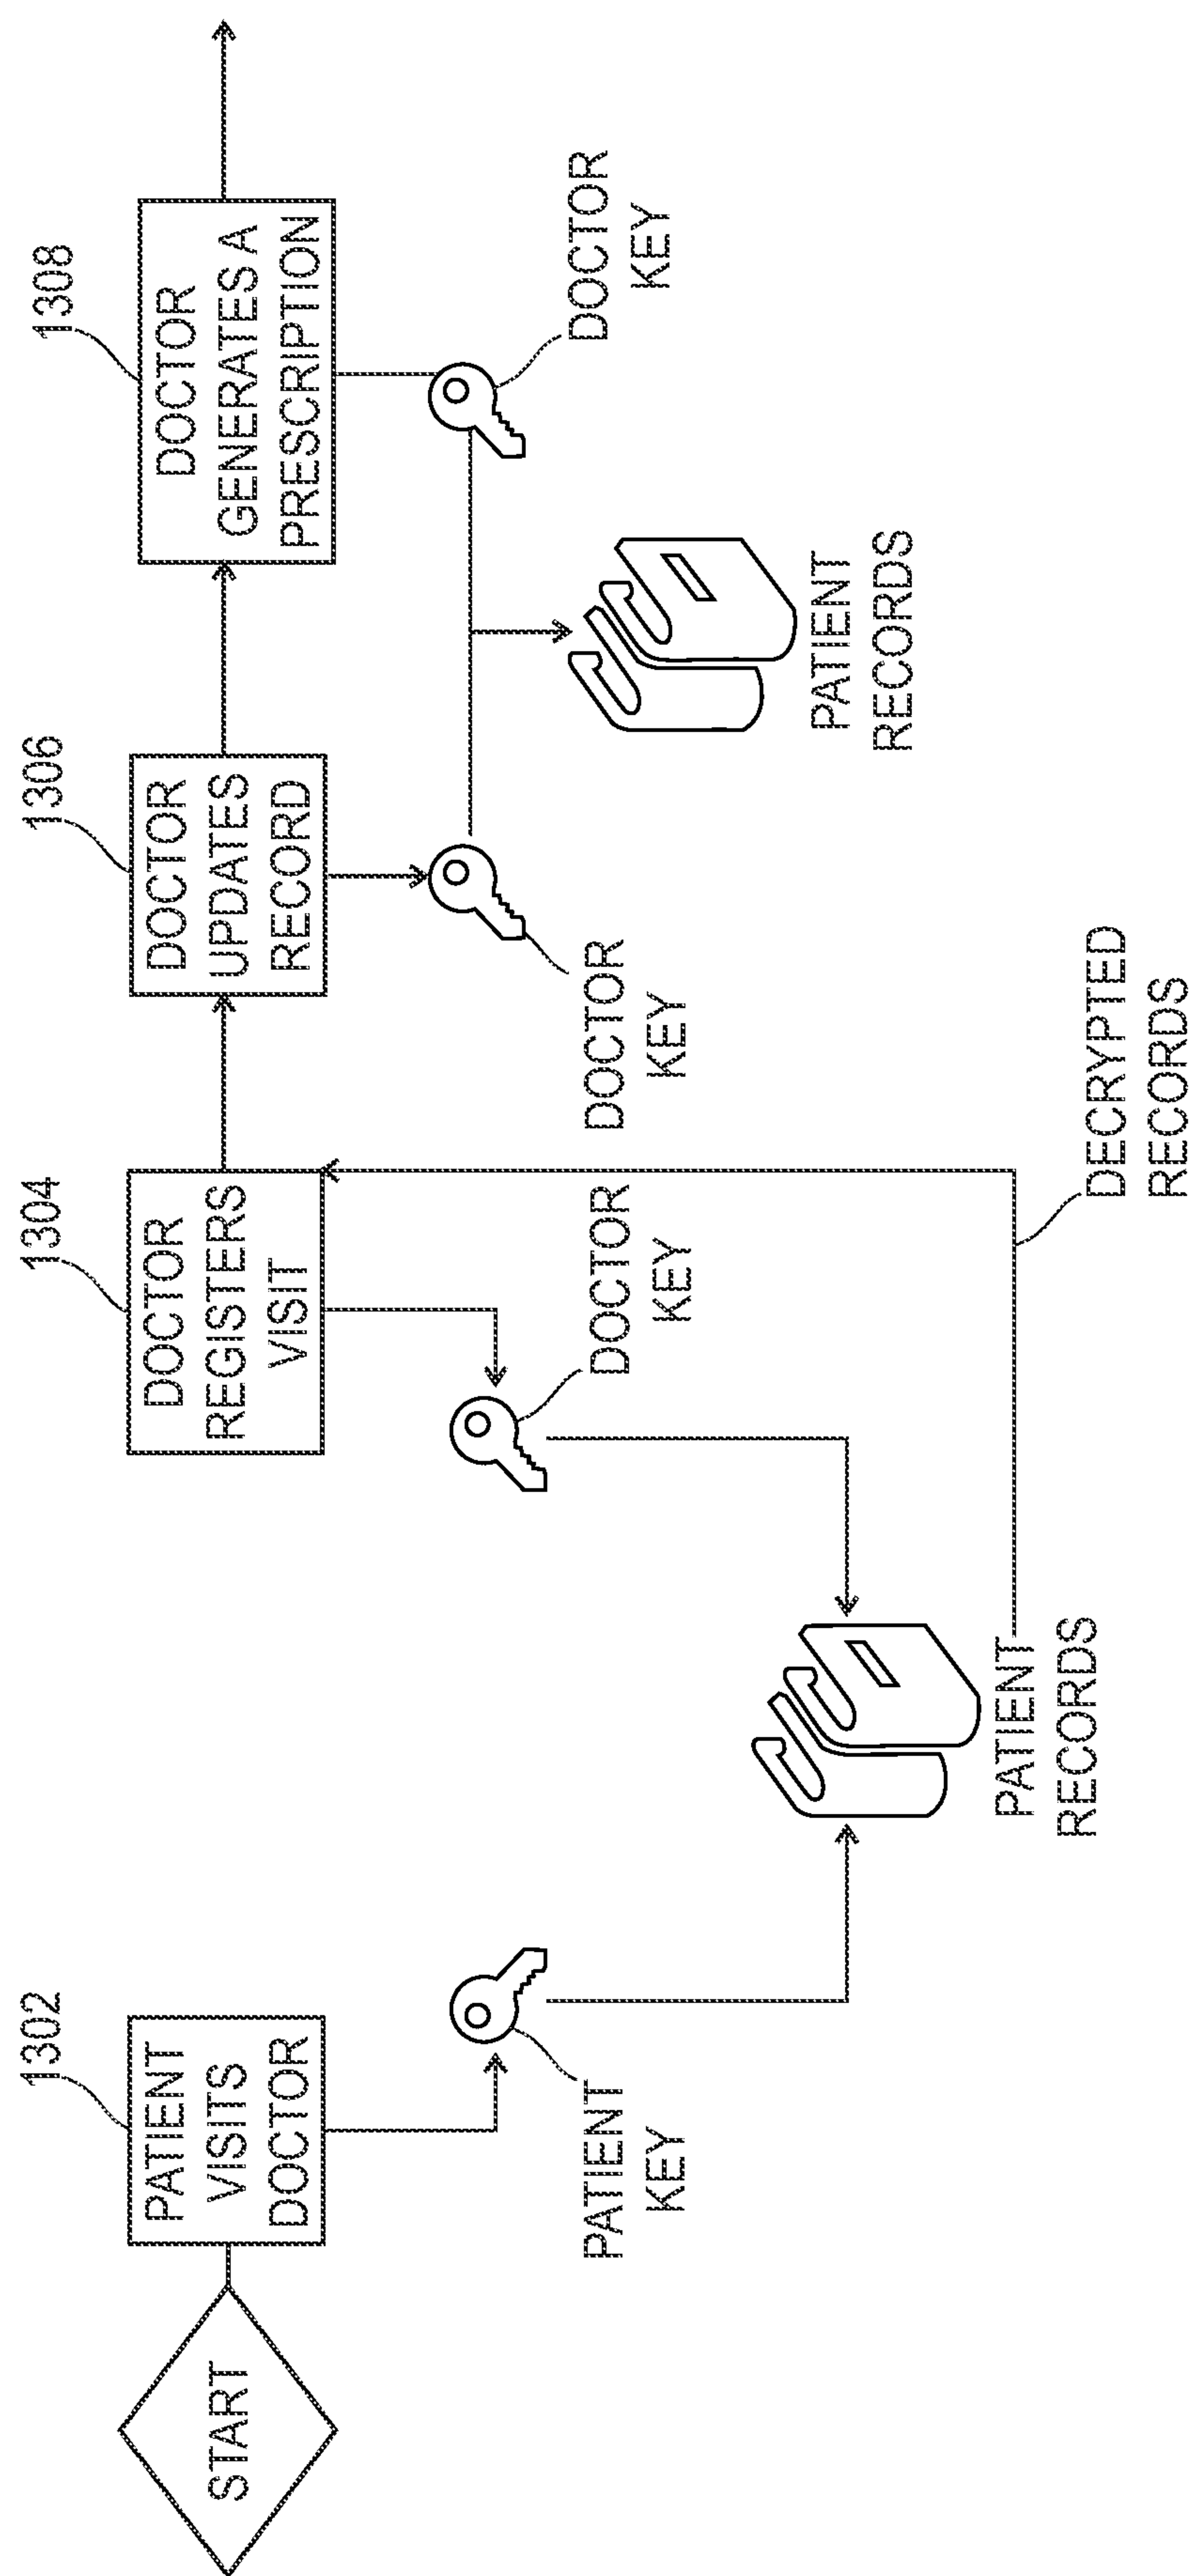 START
1302
PATIENT
VISITS
DOCTOR
PATIENT
KEY
PATIENT
RECORDS
1304
DOCTOR
REGISTERS
VISIT
DOCTOR
KEY
DECRYPTED
RECORDS
1306
DOCTOR
UPDATES
RECORD
DOCTOR
KEY
PATIENT
RECORDS
1308
DOCTOR
GENERATES A
PRESCRIPTION
DOCTOR
KEY